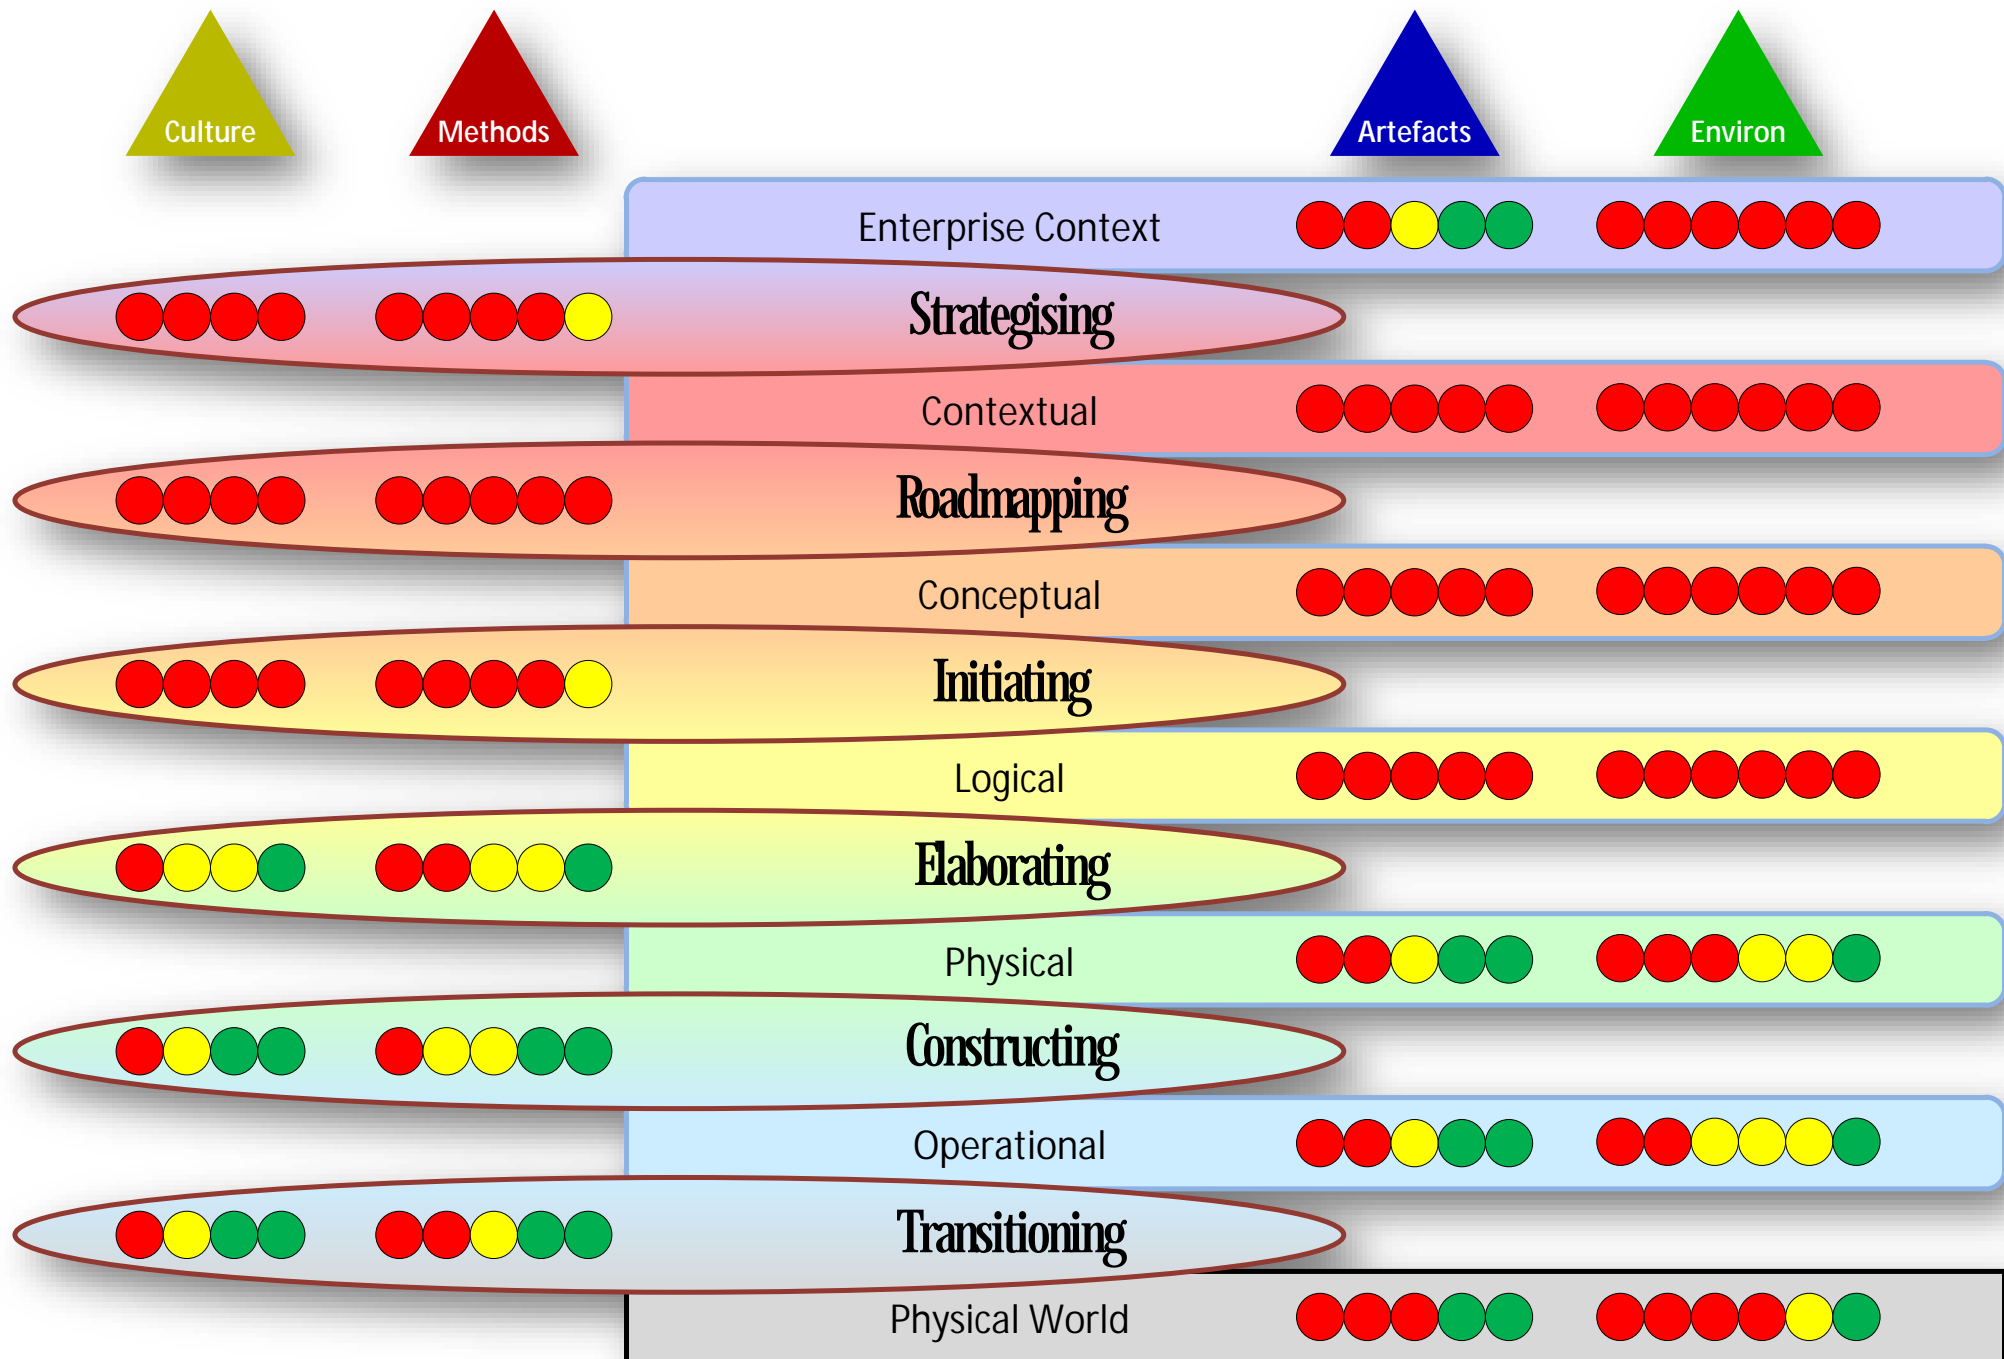 Culture
Methods
Artefacts
Environ
Enterprise Context
Strategising
Contextual
Roadmapping
Conceptual
Initiating
Logical
Elaborating
Physical
Constructing
Operational
Transitioning
Physical World